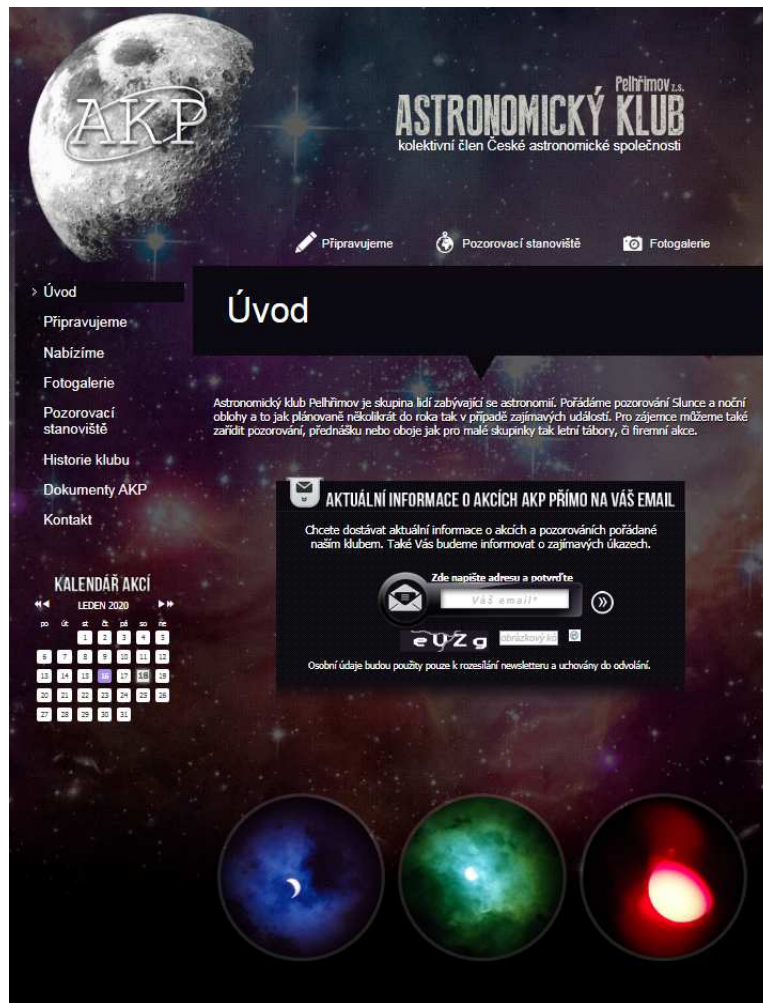 AKP
Pelhřimov z.s.
ASTRONOMICKÝ KLUB
kolektivní člen České astronomické společnosti
Připravujeme
Pozorovací stanoviště
Fotogalerie
Úvod
Připravujeme
Nabízíme
Fotogalerie
Pozorovací
stanoviště
Historie klubu
Dokumenty AKP
Kontakt
KALENDÁŘ AKCÍ
LEDEN 2020
po út st čt pá so ne
1 2 3 4 5
6 7 8 9 10 11 12
13 14 15 16 17 18 19
20 21 22 23 24 25 26
27 28 29 30 31
Úvod
Astronomický klub Pelhřimov je skupina lidí zabývající se astronomií. Pořádáme pozorování Slunce a noční
oblohy a to jak plánované několikrát do roka tak v případě zajímavých událostí. Pro zájemce můžeme také
zařídit pozorování, přednášku nebo oboje jak pro malé skupinky tak letní tábory, či firemní akce.
AKTUÁLNÍ INFORMACE O AKCÍCH AKP PŘÍMO NA VÁŠ EMAIL
Chcete dostávat aktuální informace o akcích a pozorováních pořádané
naším klubem. Také Vás budeme informovat o zajímavých úkazech.
Zde napište adresu a potvrďte
Váš email*
eUZg
obrázkový kó
Osobní údaje budou použity pouze k rozesílání newsletteru a uchovány do odvolání.